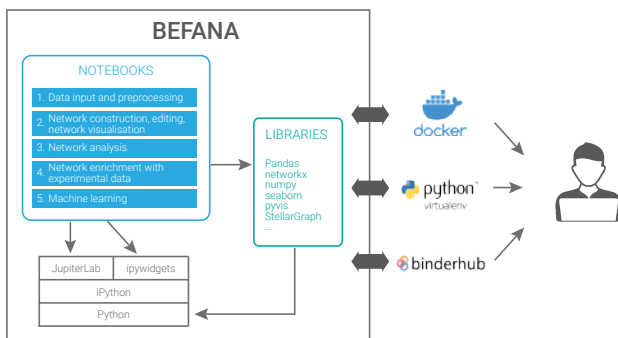 BEFANA
NOTEBOOKS
1. Data input and preprocessing
2. Network construction, editing,
network visualisation
3. Network analysis
4. Network enrichment with
experimental data
5. Machine learning
LIBRARIES
Pandas
networkx
numpy
seaborn
pyvis
StellarGraph
...
JupiterLab
ipywidgets
iPython
Python
docker
python™
virtualenv
binderhub